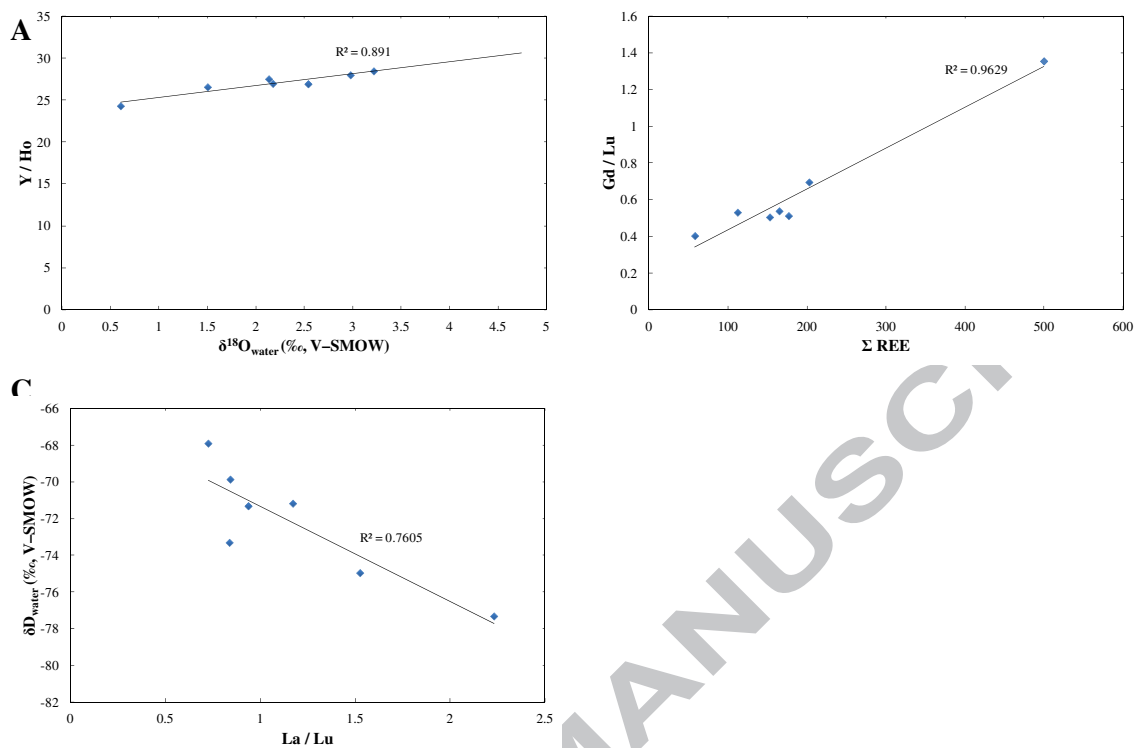 A
35
30
25
20
15
10
5
0
Y / Ho
R² = 0.891
0 0.5 1 1.5 2 2.5 3 3.5 4 4.5 5
δ¹⁸Owater (‰, V–SMOW)
1.6
1.4
1.2
1
0.8
0.6
0.4
0.2
0
Gd / Lu
R² = 0.9629
0 100 200 300 400 500 600
Σ REE
C
-66
-68
-70
-72
-74
-76
-78
-80
-82
δDwater (‰, V–SMOW)
R² = 0.7605
0 0.5 1 1.5 2 2.5
La / Lu